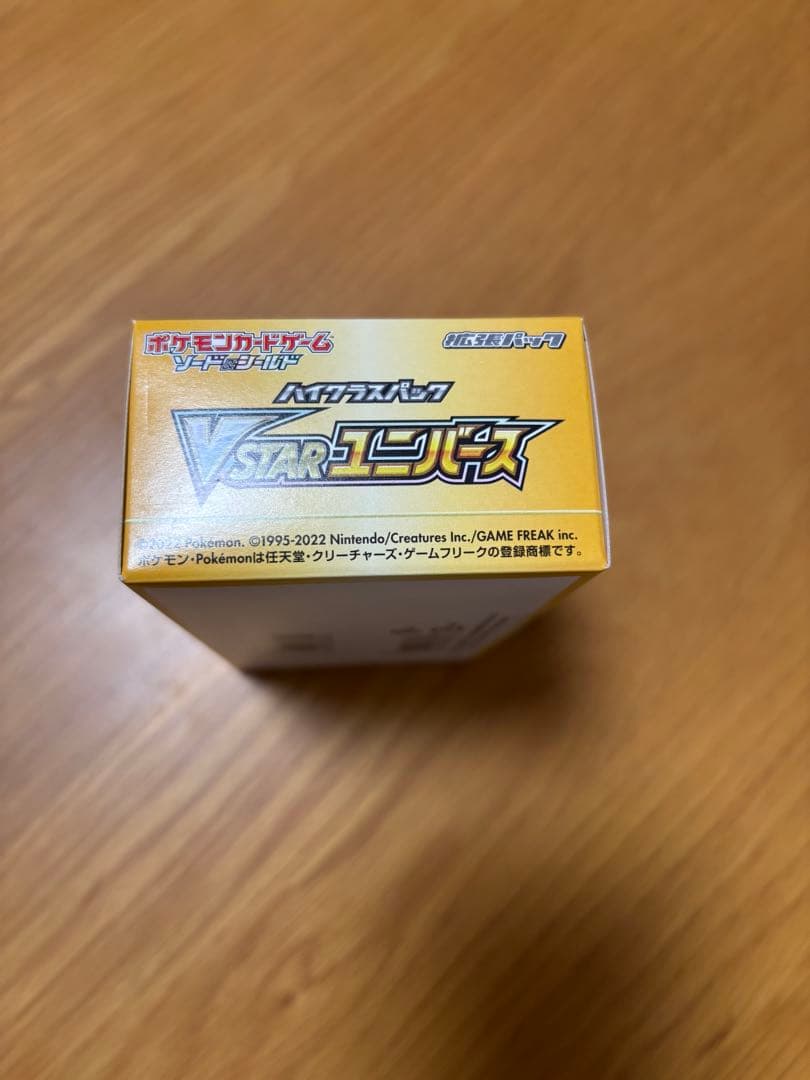 ポケモンカードゲーム 拡張パック
ソード&シールド
ハイクラスパック
VSTARユニバース
©2022 Pokémon. ©1995-2022 Nintendo/Creatures Inc./GAME FREAK inc.
ポケモン・Pokémonは任天堂・クリーチャーズ・ゲームフリークの登録商標です。